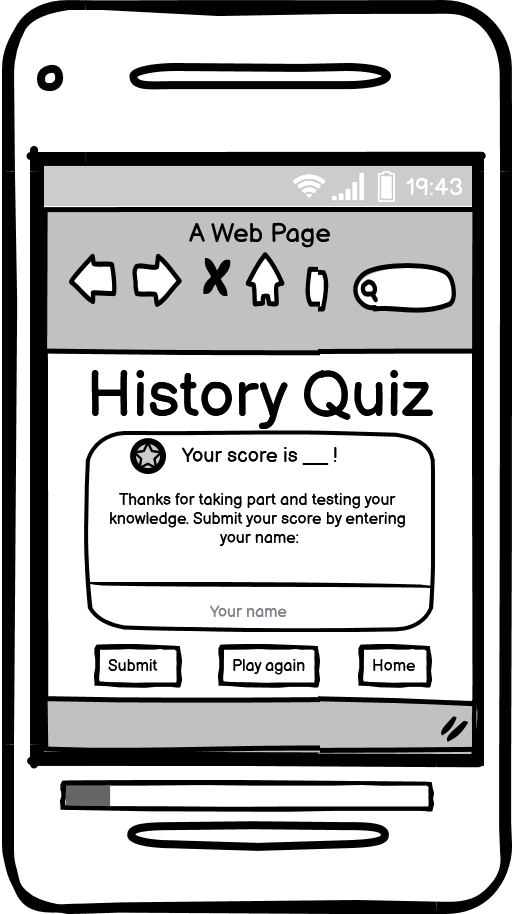 19:43
A Web Page
History Quiz
Your score is __ !
Thanks for taking part and testing your
knowledge. Submit your score by entering
your name:
Your name
Submit
Play again
Home